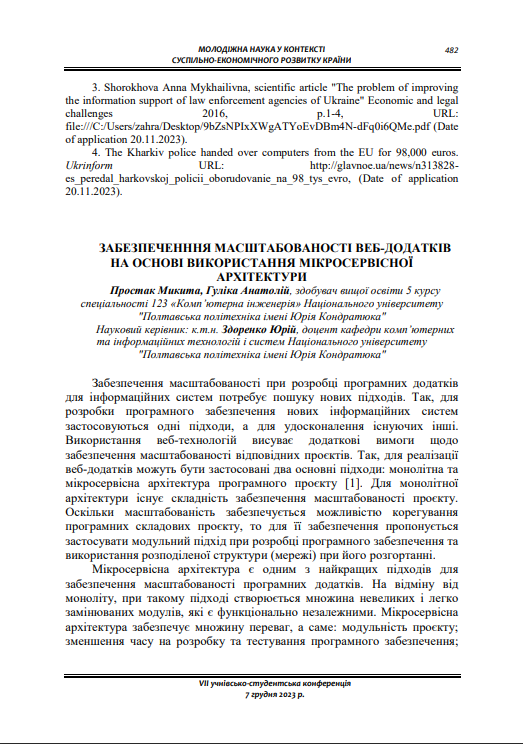 МОЛОДІЖНА НАУКА У КОНТЕКСТІ
СУСПІЛЬНО-ЕКОНОМІЧНОГО РОЗВИТКУ КРАЇНИ
482
3. Shorokhova Anna Mykhailivna, scientific article "The problem of improving
the information support of law enforcement agencies of Ukraine" Economic and legal
challenges 2016, p.1-4, URL:
file:///C:/Users/zahra/Desktop/9bZsNPIxXWgATYoEvDBm4N-dFq0i6QMe.pdf (Date
of application 20.11.2023).
4. The Kharkiv police handed over computers from the EU for 98,000 euros.
Ukrinform URL: http://glavnoe.ua/news/n313828-
es_peredal_harkovskoj_policii_oborudovanie_na_98_tys_evro, (Date of application
20.11.2023).
ЗАБЕЗПЕЧЕННЯ МАСШТАБОВАНОСТІ ВЕБ-ДОДАТКІВ
НА ОСНОВІ ВИКОРИСТАННЯ МІКРОСЕРВІСНОЇ
АРХІТЕКТУРИ
Простак Микита, Гуліка Анатолій, здобувач вищої освіти 5 курсу
спеціальності 123 «Комп’ютерна інженерія» Національного університету
"Полтавська політехніка імені Юрія Кондратюка"
Науковий керівник: к.т.н. Здоренко Юрій, доцент кафедри комп’ютерних
та інформаційних технологій і систем Національного університету
"Полтавська політехніка імені Юрія Кондратюка"
Забезпечення масштабованості при розробці програмних додатків
для інформаційних систем потребує пошуку нових підходів. Так, для
розробки програмного забезпечення нових інформаційних систем
застосовуються одні підходи, а для удосконалення існуючих інші.
Використання веб-технологій висуває додаткові вимоги щодо
забезпечення масштабованості відповідних проєктів. Так, для реалізації
веб-додатків можуть бути застосовані два основні підходи: монолітна та
мікросервісна архітектура програмного проєкту [1]. Для монолітної
архітектури існує складність забезпечення масштабованості проєкту.
Оскільки масштабованість забезпечується можливістю корегування
програмних складових проєкту, то для її забезпечення пропонується
застосувати модульний підхід при розробці програмного забезпечення та
використання розподіленої структури (мережі) при його розгортанні.
Мікросервісна архітектура є одним з найкращих підходів для
забезпечення масштабованості програмних додатків. На відміну від
моноліту, при такому підході створюється множина невеликих і легко
замінюваних модулів, які є функціонально незалежними. Мікросервісна
архітектура забезпечує множину переваг, а саме: модульність проєкту;
зменшення часу на розробку та тестування програмного забезпечення;
VII учнівсько-студентська конференція
7 грудня 2023 р.